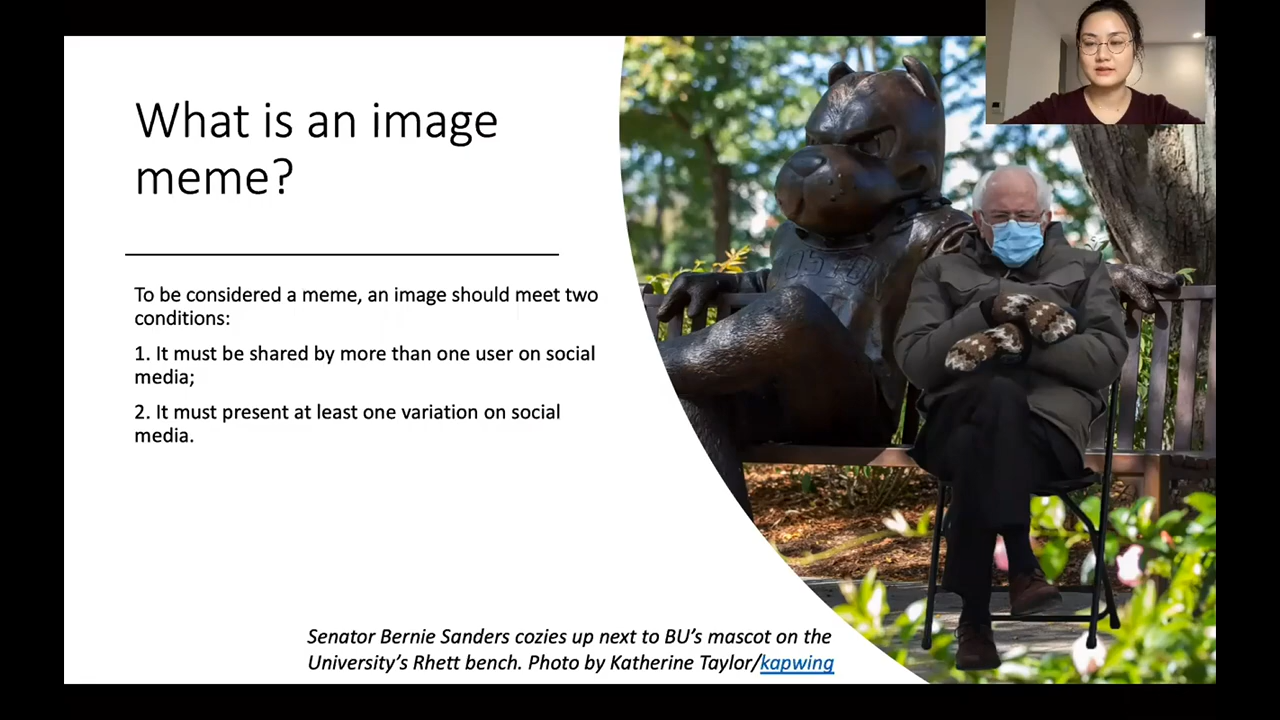 What is an image
meme?
To be considered a meme, an image should meet two
conditions:
1. It must be shared by more than one user on social
media;
2. It must present at least one variation on social
media.
Senator Bernie Sanders cozies up next to BU's mascot on the
University's Rhett bench. Photo by Katherine Taylor/kapwing